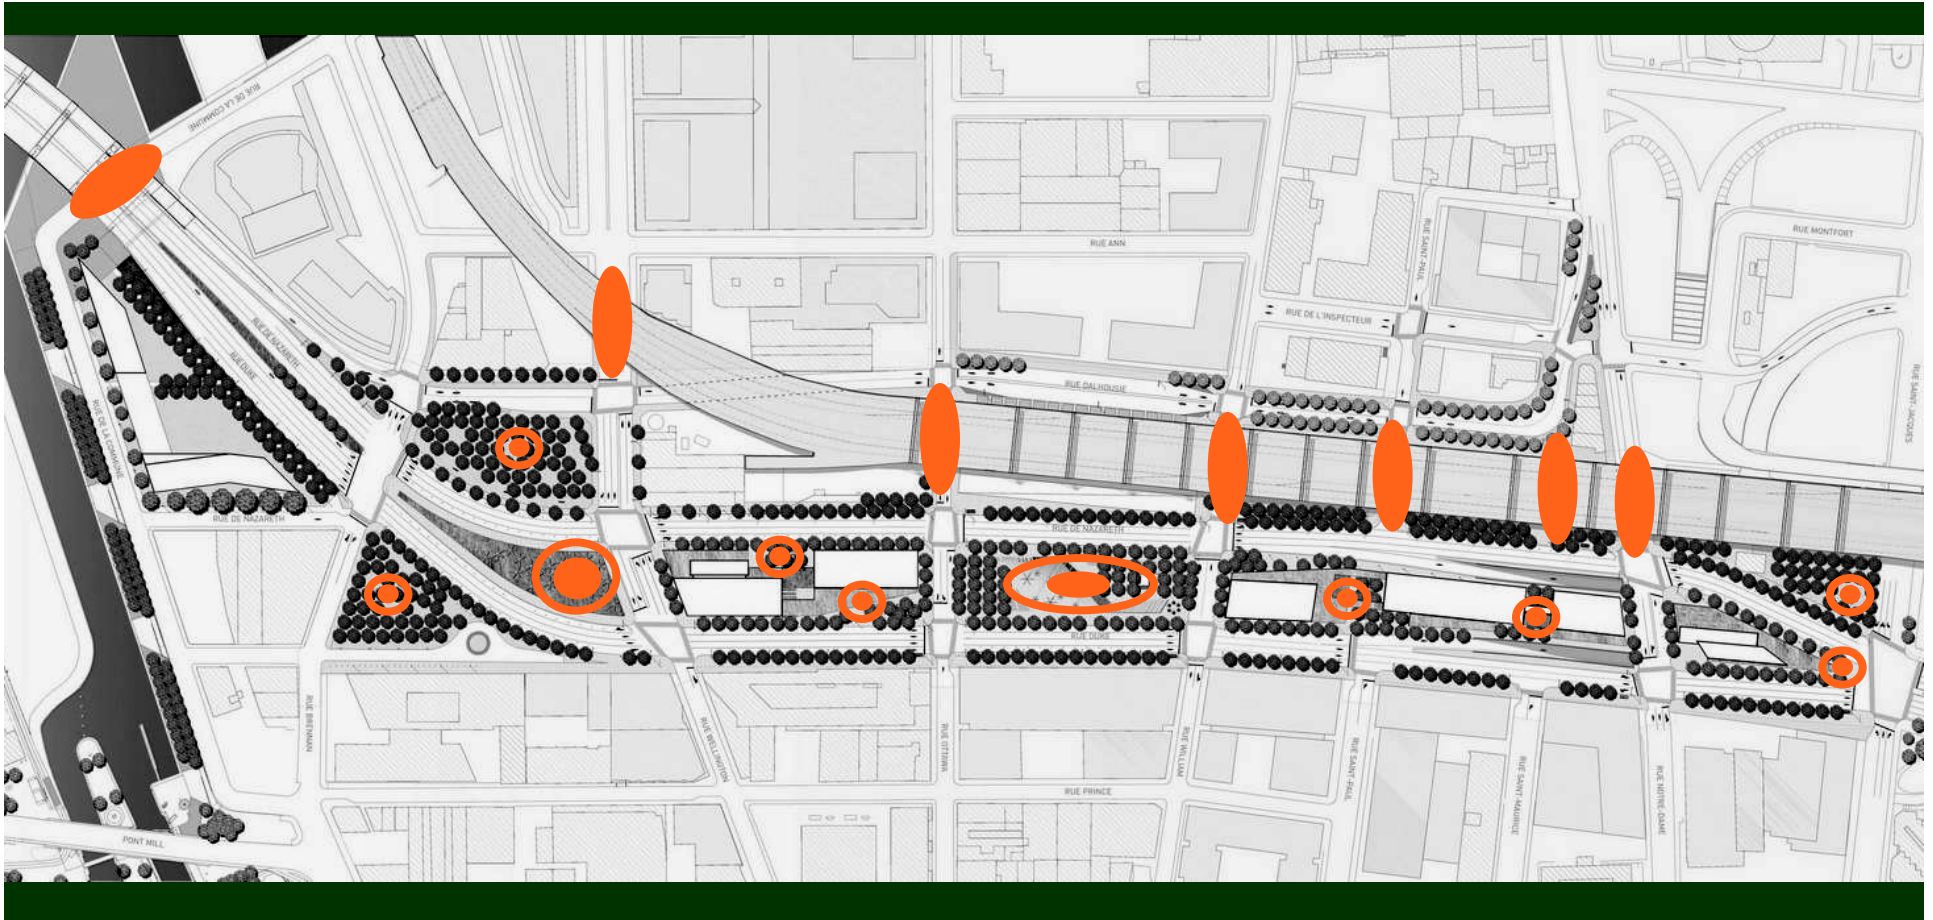 RUE DE LA COMMUNE
RUE ANN
RUE SAINT-PAUL
RUE MONTFORT
RUE DE L'INSPECTEUR
RUE DE NAZARETH
RUE DUKE
RUE DALHOUSIE
RUE SAINT-JACQUES
RUE DE LA COMMUNE
RUE DE NAZARETH
RUE DE NAZARETH
RUE DUKE
RUE BRENNAN
RUE WELLINGTON
RUE OTTAWA
RUE WILLIAM
RUE SAINT-PAUL
RUE SAINT-MAURICE
RUE NOTRE-DAME
RUE PRINCE
PONT MILL